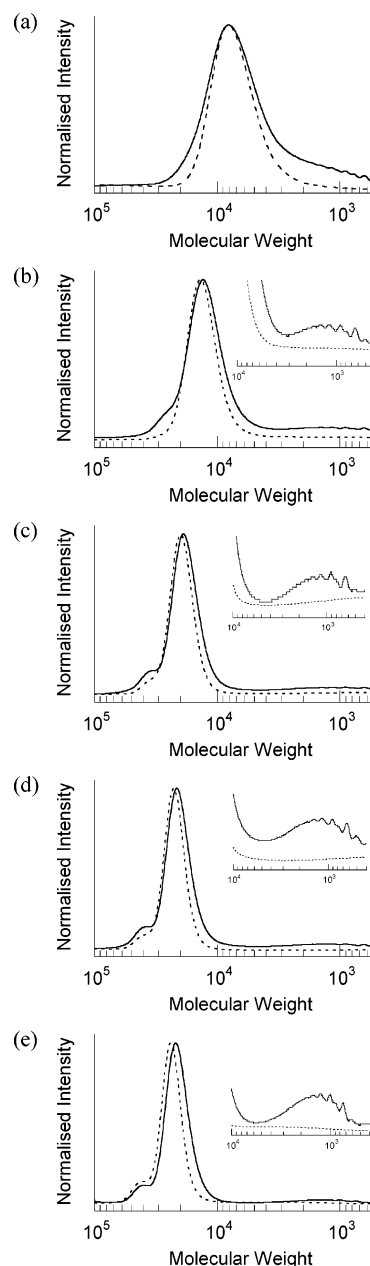 (a)
Normalised Intensity
10⁵ 10⁴ 10³
Molecular Weight
(b)
Normalised Intensity
10⁴ 10³
10⁵ 10⁴ 10³
Molecular Weight
(c)
Normalised Intensity
10⁴ 10³
10⁵ 10⁴ 10³
Molecular Weight
(d)
Normalised Intensity
10⁴ 10³
10⁵ 10⁴ 10³
Molecular Weight
(e)
Normalised Intensity
10⁴ 10³
10⁵ 10⁴ 10³
Molecular Weight